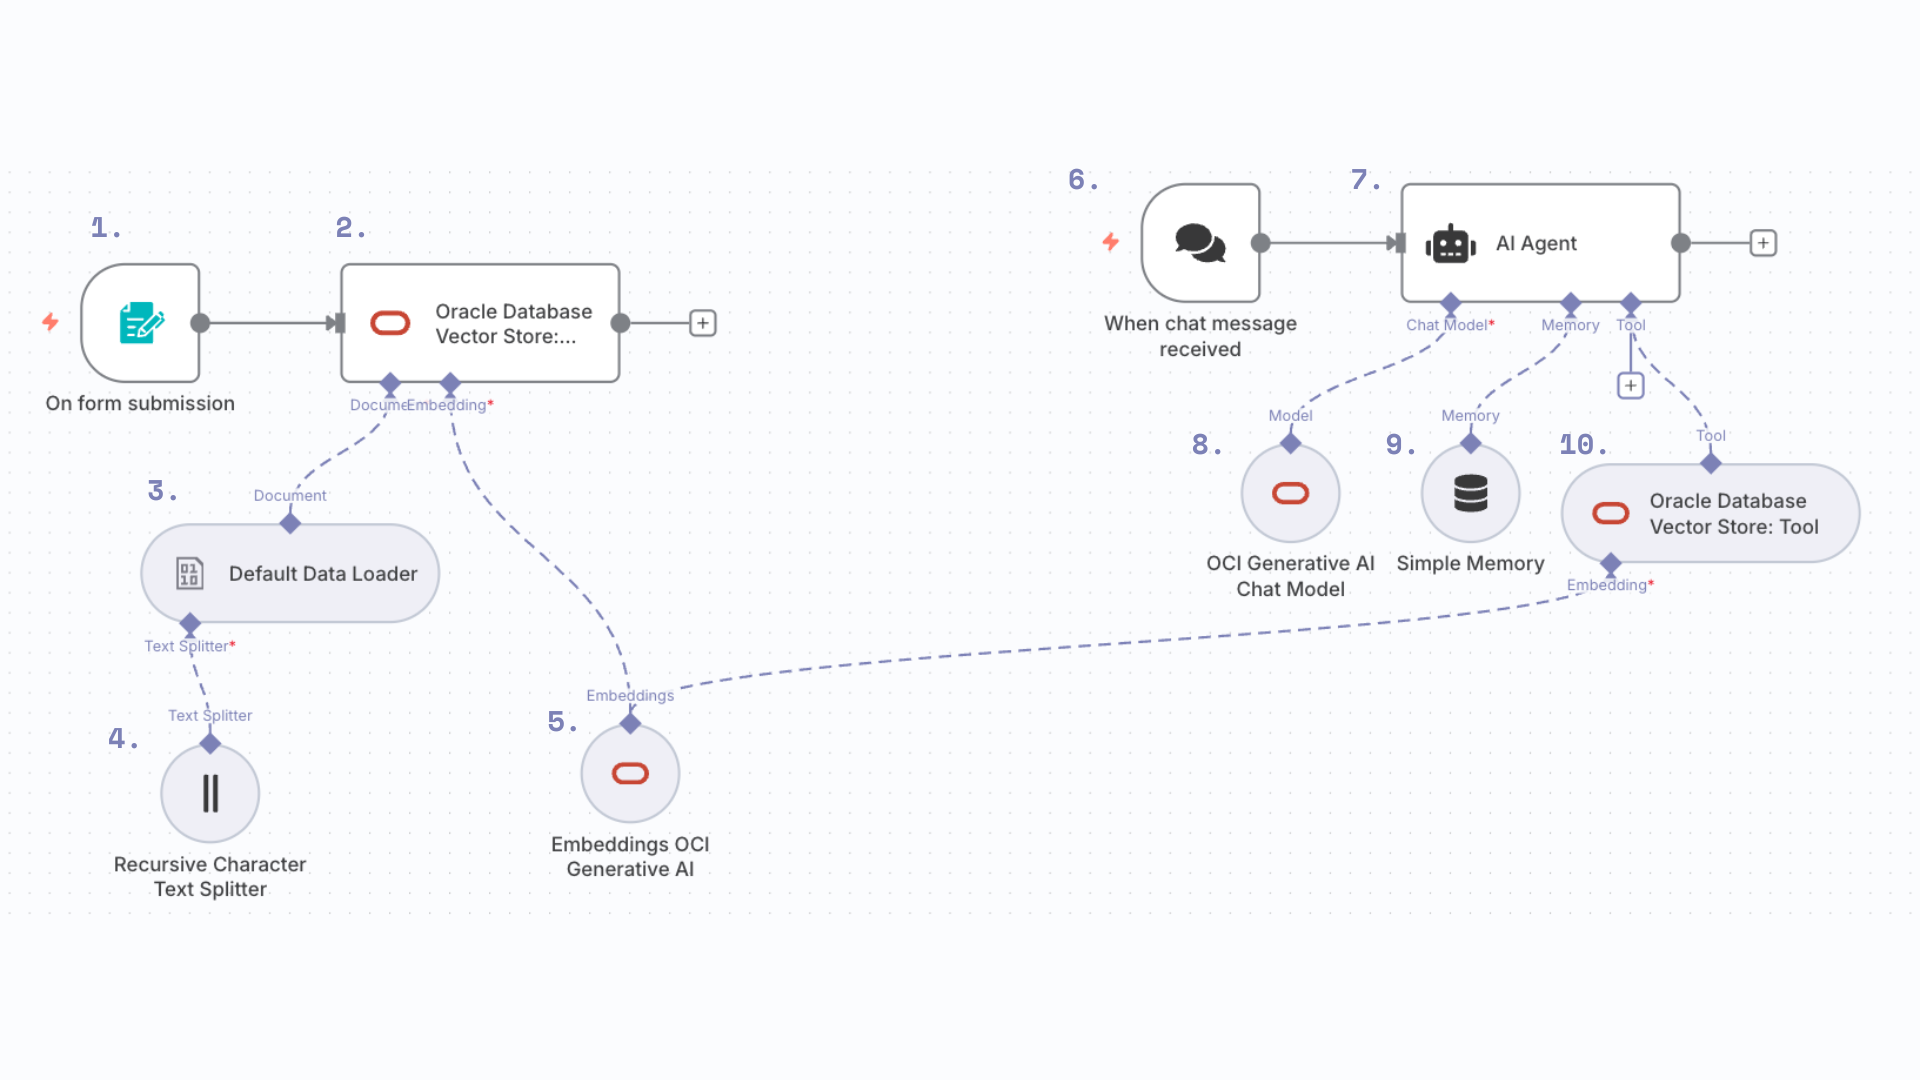 1.
On form submission
2.
Oracle Database
Vector Store:...
Embedding*
3.
Document
Default Data Loader
Text Splitter*
4.
Text Splitter
Recursive Character
Text Splitter
5.
Embeddings
Embeddings OCI
Generative AI
6.
When chat message
received
7.
AI Agent
Chat Model*
Memory
Tool
8.
Model
OCI Generative AI
Chat Model
9.
Memory
Simple Memory
10.
Tool
Oracle Database
Vector Store: Tool
Embedding*